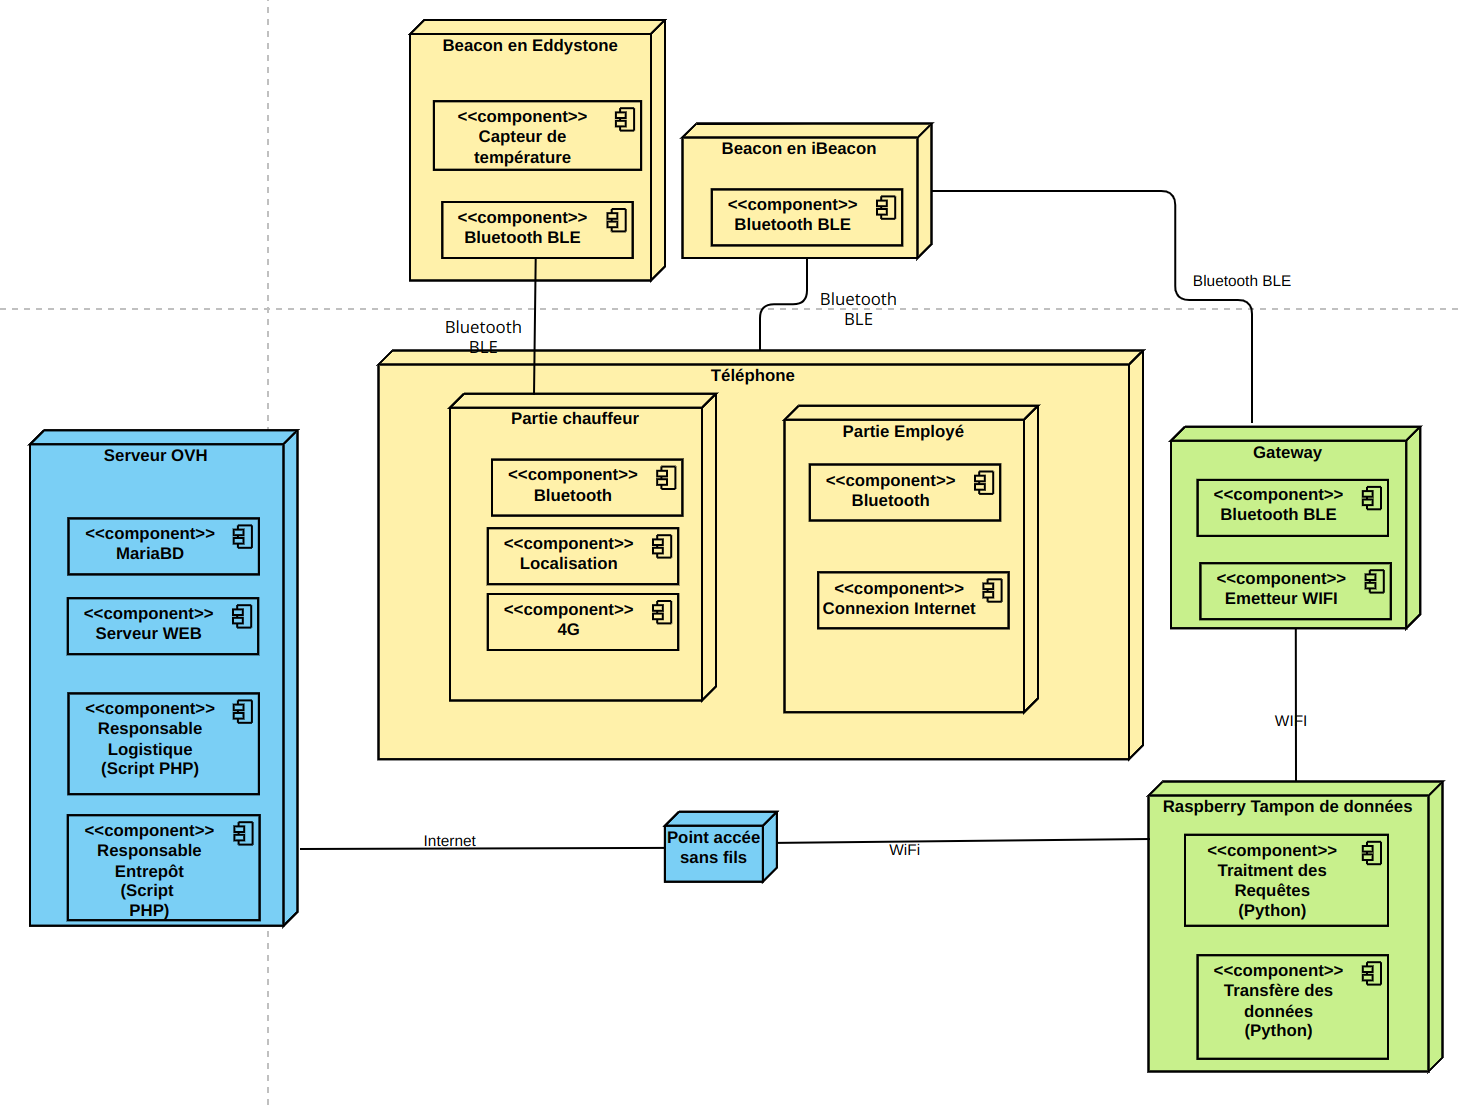 Beacon en Eddystone
<<component>>
Capteur de
température
<<component>>
Bluetooth BLE
Beacon en iBeacon
<<component>>
Bluetooth BLE
Bluetooth BLE
Bluetooth
BLE
Bluetooth
BLE
Téléphone
Partie chauffeur
<<component>>
Bluetooth
<<component>>
Localisation
<<component>>
4G
Partie Employé
<<component>>
Bluetooth
<<component>>
Connexion Internet
Serveur OVH
<<component>>
MariaBD
<<component>>
Serveur WEB
<<component>>
Responsable
Logistique
(Script PHP)
<<component>>
Responsable
Entrepôt
(Script
PHP)
Gateway
<<component>>
Bluetooth BLE
<<component>>
Emetteur WIFI
WIFI
Internet
Point accée
sans fils
WiFi
Raspberry Tampon de données
<<component>>
Traitment des
Requêtes
(Python)
<<component>>
Transfère des
données
(Python)